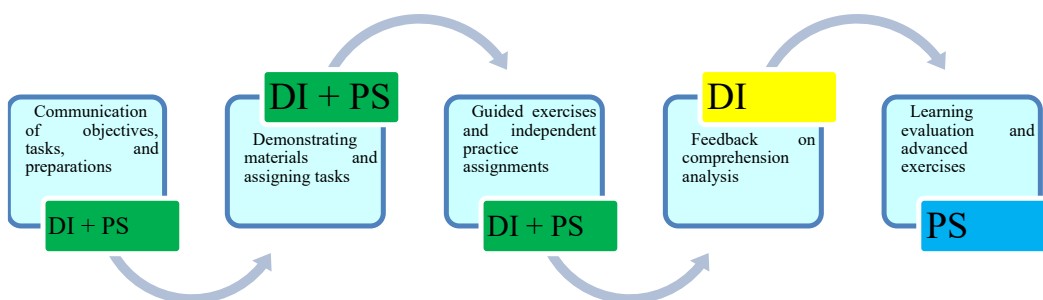 Communication
of objectives,
tasks, and
preparations
DI + PS
DI + PS
Demonstrating
materials and
assigning tasks
Guided exercises
and independent
practice
assignments
DI + PS
DI
Feedback on
comprehension
analysis
Learning
evaluation and
advanced
exercises
PS